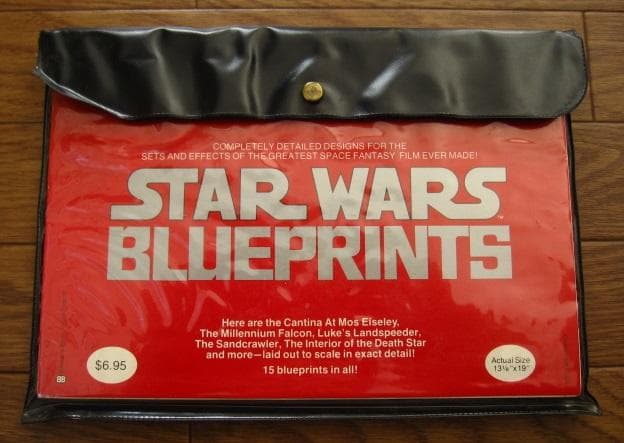 COMPLETELY DETAILED DESIGNS FOR THE
SETS AND EFFECTS OF THE GREATEST SPACE FANTASY FILM EVER MADE!
STAR WARS
TM
BLUEPRINTS
Here are the Cantina At Mos Eiseley,
The Millennium Falcon, Luke's Landspeeder,
The Sandcrawler, The Interior of the Death Star
and more—laid out to scale in exact detail!
15 blueprints in all!
$6.95
Actual Size
13⅛"x19"
BB